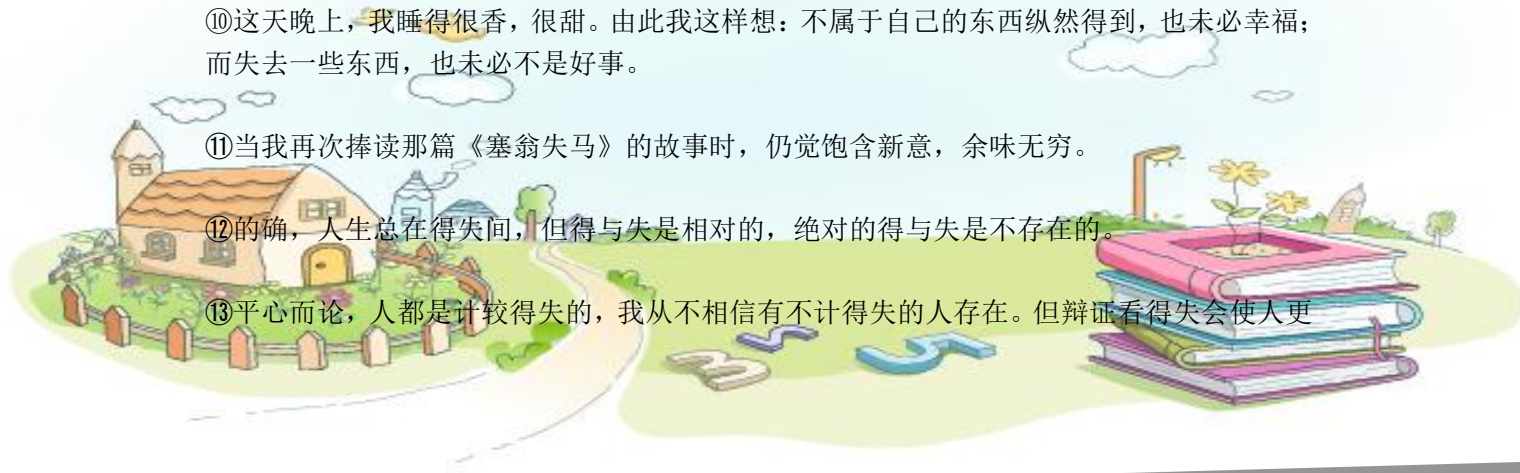 ⑩这天晚上，我睡得很香，很甜。由此我这样想：不属于自己的东西纵然得到，也未必幸福；
而失去一些东西，也未必不是好事。
⑪当我再次捧读那篇《塞翁失马》的故事时，仍觉饱含新意，余味无穷。
⑫的确，人生总在得失间，但得与失是相对的，绝对的得与失是不存在的。
⑬平心而论，人都是计较得失的，我从不相信有不计得失的人存在。但辩证看得失会使人更
3 5 5